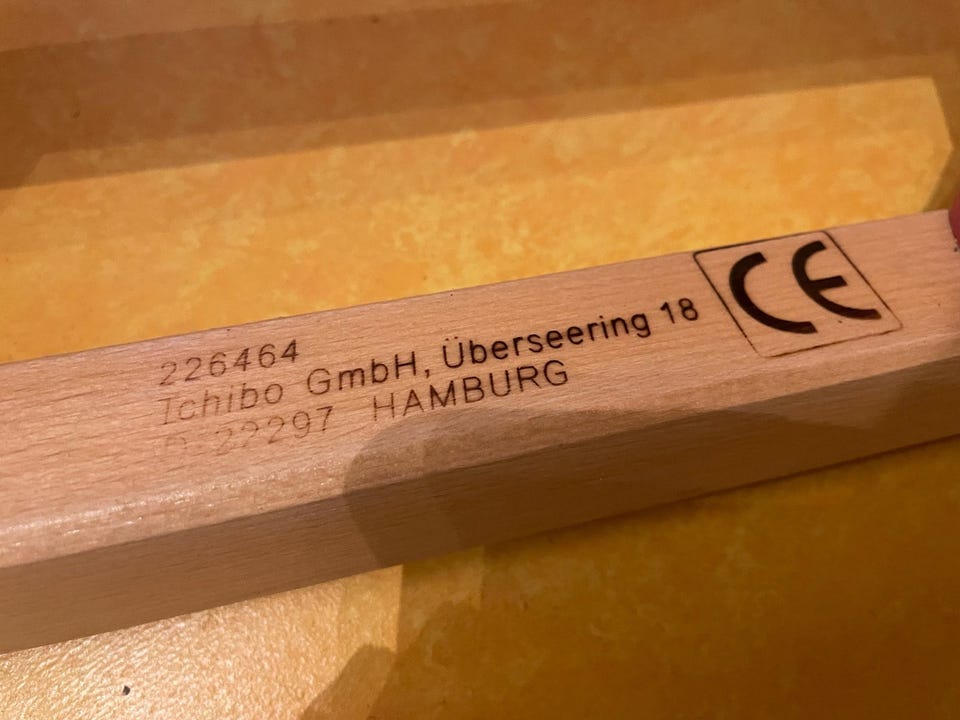 226464
Tchibo GmbH, Überseering 18
D-22297 HAMBURG
CE